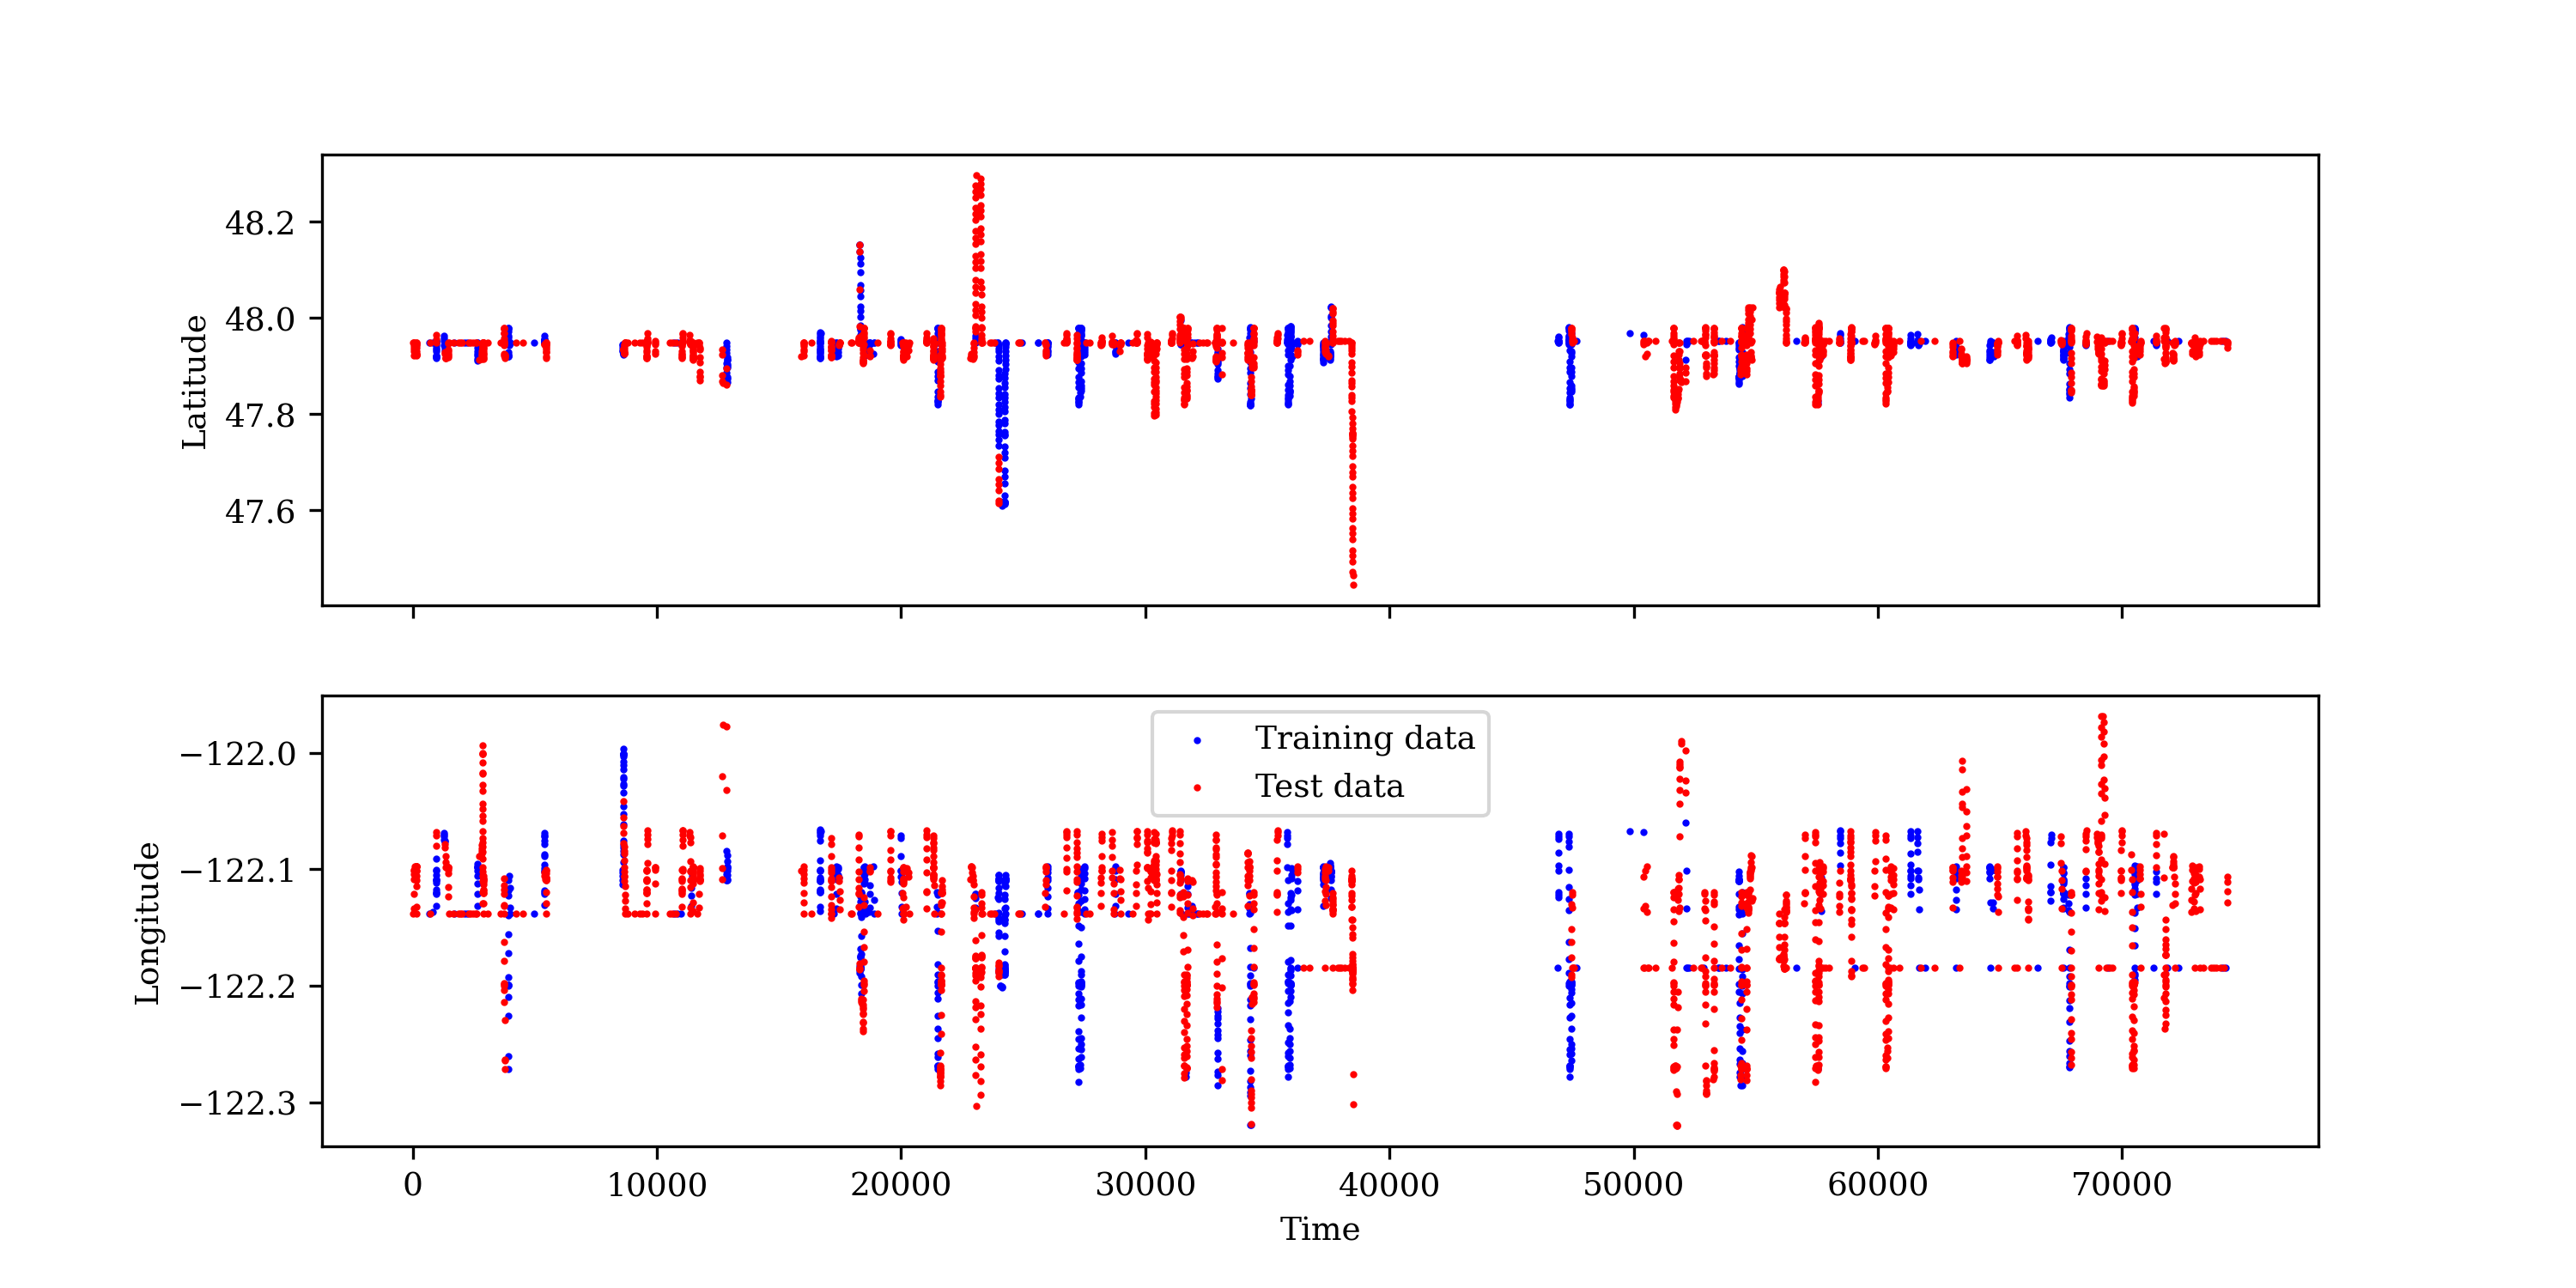 48.2
48.0
47.8
47.6
Latitude
−122.0
−122.1
−122.2
−122.3
Longitude
Training data
Test data
0 10000 20000 30000 40000 50000 60000 70000
Time